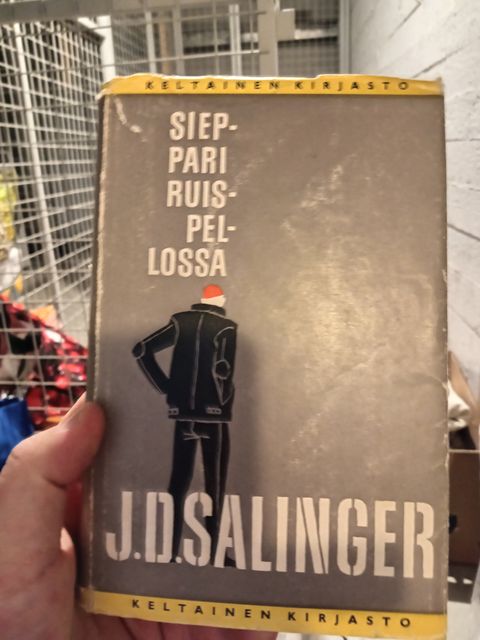 KELTAINEN KIRJASTO
SIEP-
PARI
RUIS-
PEL-
LOSSA
J.D.SALINGER
KELTAINEN KIRJASTO